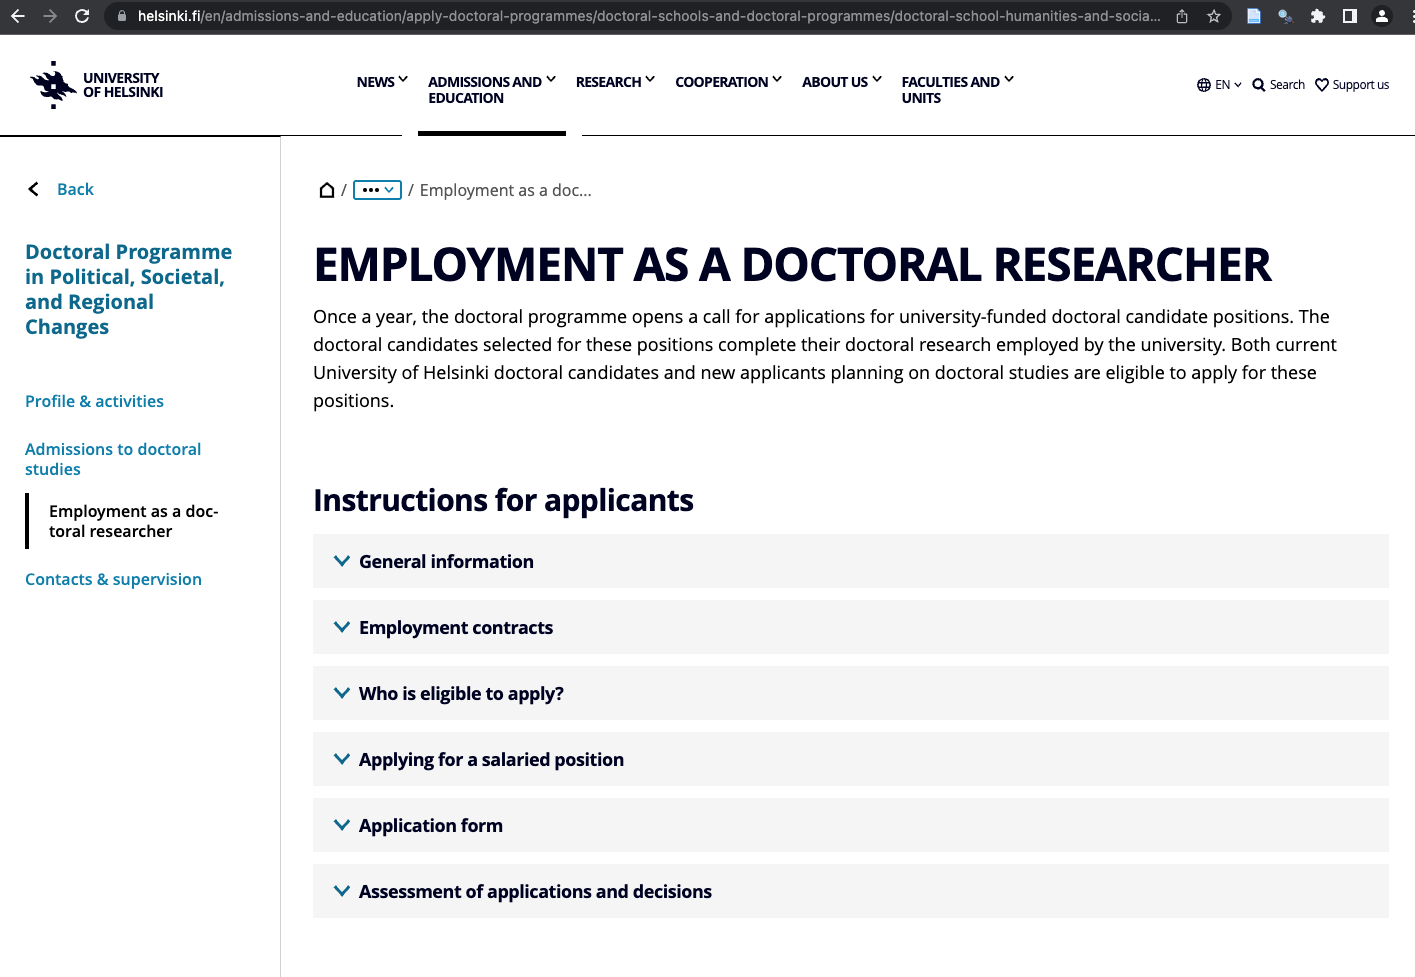 helsinki.fi/en/admissions-and-education/apply-doctoral-programmes/doctoral-schools-and-doctoral-programmes/doctoral-school-humanities-and-socia...
UNIVERSITY
OF HELSINKI
NEWS
ADMISSIONS AND
EDUCATION
RESEARCH
COOPERATION
ABOUT US
FACULTIES AND
UNITS
EN
Search
Support us
Back
Doctoral Programme
in Political, Societal,
and Regional
Changes
Profile & activities
Admissions to doctoral
studies
Employment as a doc-
toral researcher
Contacts & supervision
/ ••• / Employment as a doc...
EMPLOYMENT AS A DOCTORAL RESEARCHER
Once a year, the doctoral programme opens a call for applications for university-funded doctoral candidate positions. The
doctoral candidates selected for these positions complete their doctoral research employed by the university. Both current
University of Helsinki doctoral candidates and new applicants planning on doctoral studies are eligible to apply for these
positions.
Instructions for applicants
General information
Employment contracts
Who is eligible to apply?
Applying for a salaried position
Application form
Assessment of applications and decisions